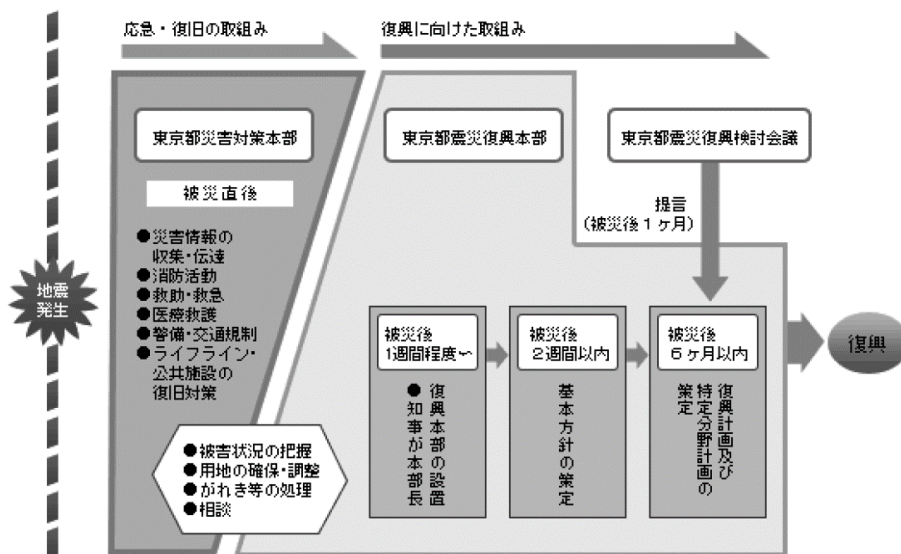 応急・復旧の取組み
復興に向けた取組み
東京都災害対策本部
東京都震災復興本部
東京都震災復興検討会議
被災直後
●災害情報の
収集・伝達
●消防活動
●救助・救急
●医療救護
●警備・交通規制
●ライフライン・
公共施設の
復旧対策
提言
(被災後1ヶ月)
地震
発生
被災後
1週間程度～
復興本部の設置
●知事が本部長
被災後
2週間以内
基本方針の策定
被災後
6ヶ月以内
復興計画及び
特定分野計画の
策定
復興
●被害状況の把握
●用地の確保・調整
●がれき等の処理
●相談